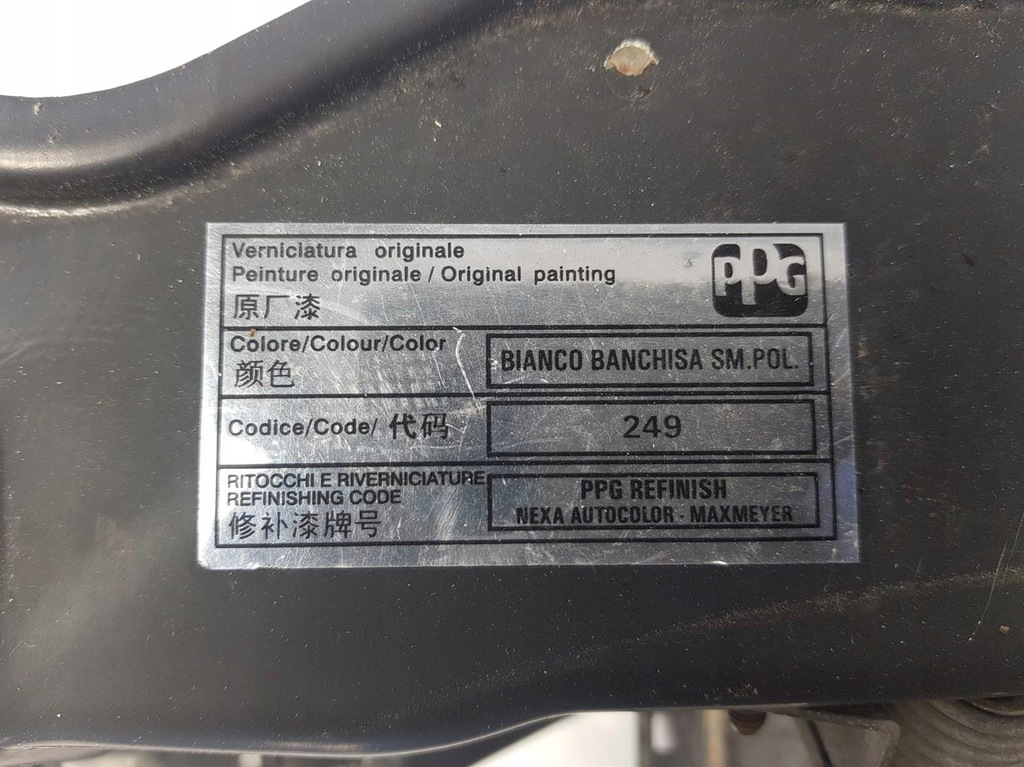 Verniciatura originale
Peinture originale / Original painting
原厂漆
PPG
Colore/Colour/Color
颜色
BIANCO BANCHISA SM.POL.
Codice/Code/ 代码
249
RITOCCHI E RIVERNICIATURE
REFINISHING CODE
修补漆牌号
PPG REFINISH
NEXA AUTOCOLOR - MAXMEYER